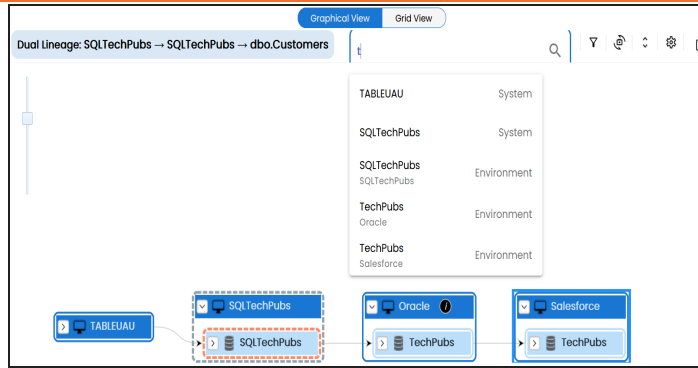 Graphical View Grid View
Dual Lineage: SQLTechPubs → SQLTechPubs → dbo.Customers
t
TABLEUAU System
SQLTechPubs System
SQLTechPubs Environment
SQLTechPubs
TechPubs Environment
Oracle
TechPubs Environment
Salesforce
SQLTechPubs Oracle i Salesforce
TABLEUAU
SQLTechPubs TechPubs TechPubs